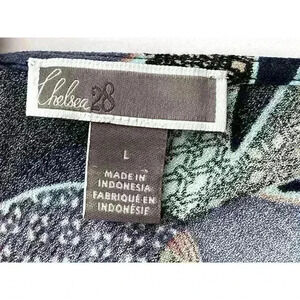 Chelsea28
L
MADE IN
INDONESIA
FABRIQUÉ EN
INDONÉSIE